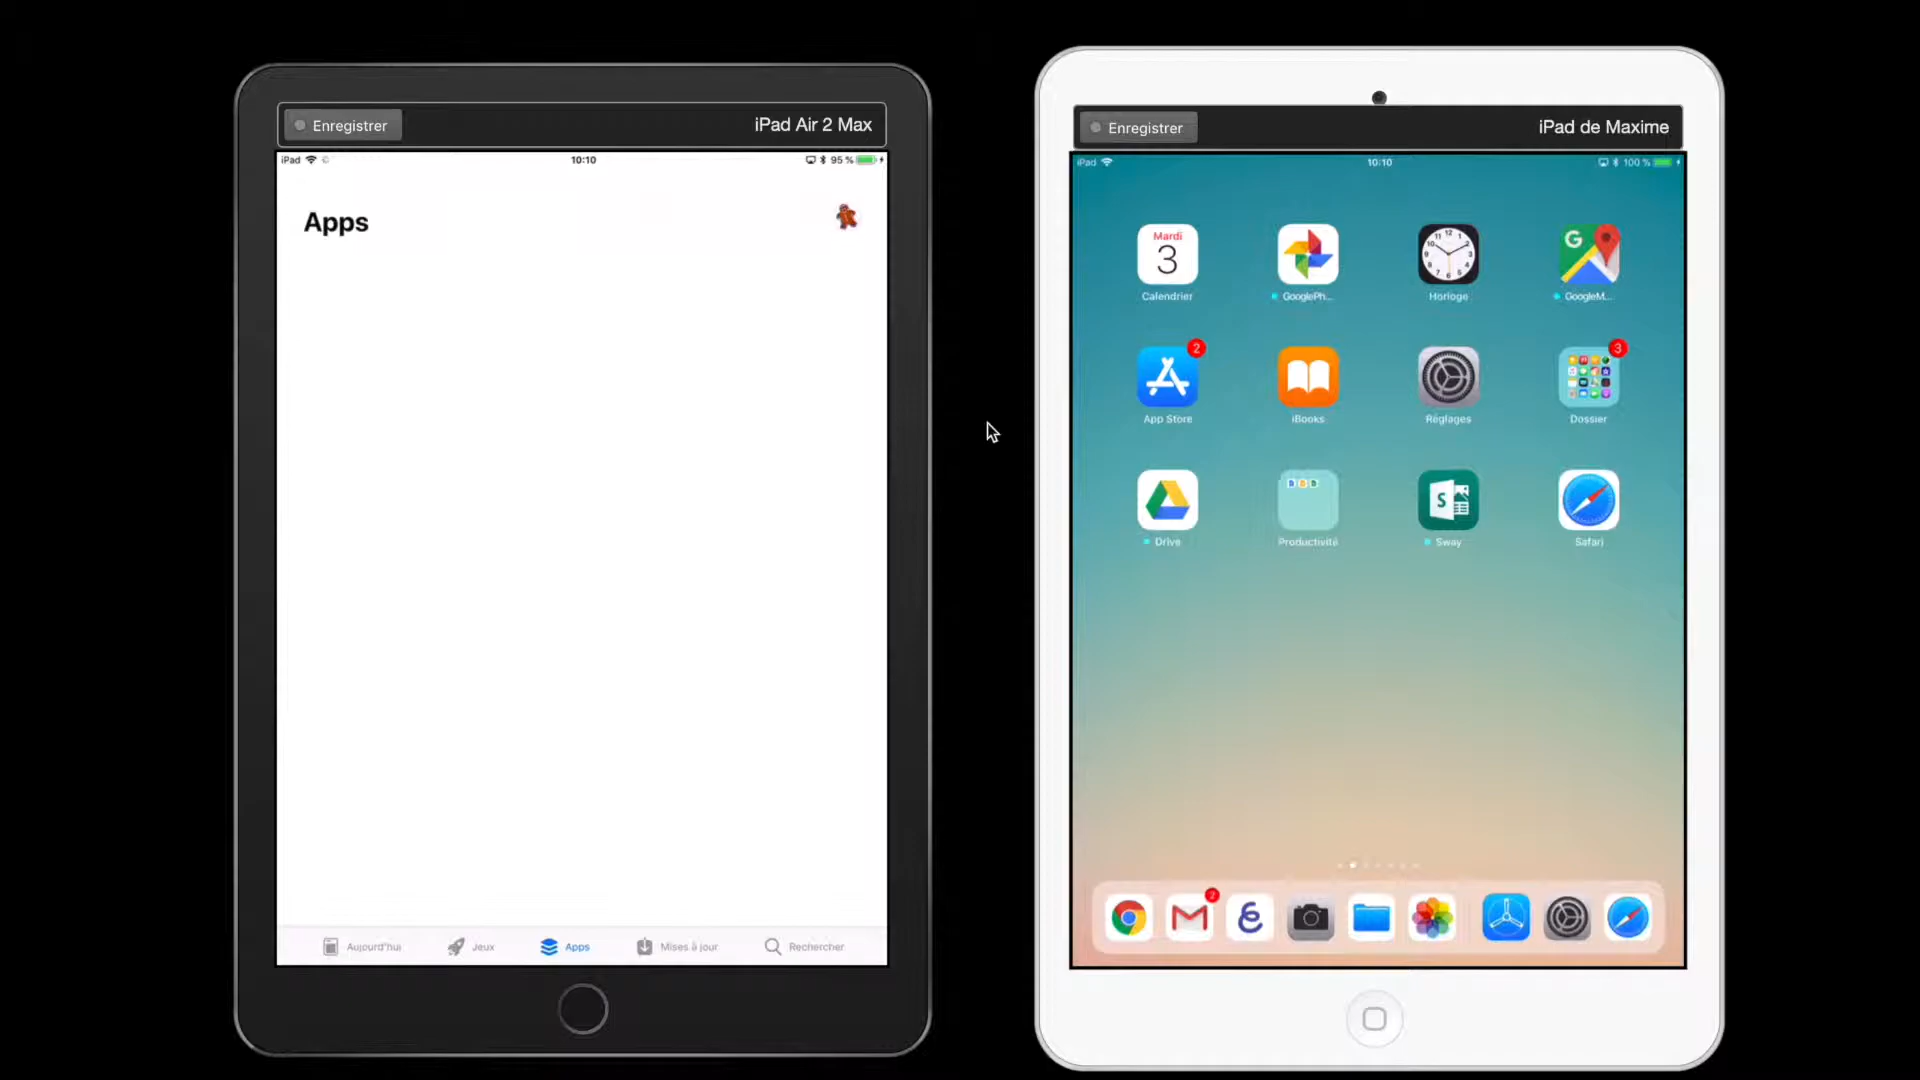 Enregistrer
iPad Air 2 Max
iPad
10:10
95 %
Apps
Aujourd'hui
Jeux
Apps
Mises à jour
Rechercher
Enregistrer
iPad de Maxime
iPad
10:10
100 %
Mardi
3
Calendrier
GooglePh...
12
Horloge
G
GoogleM...
2
App Store
iBooks
Réglages
3
Dossier
Drive
Productivité
S
Sway
Safari
2